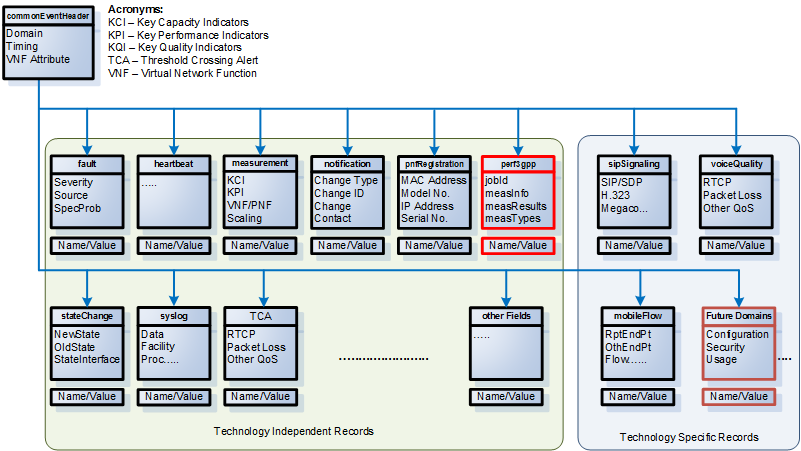 commonEventHeader
Domain
Timing
VNF Attribute
Acronyms:
KCI – Key Capacity Indicators
KPI – Key Performance Indicators
KQI – Key Quality Indicators
TCA – Threshold Crossing Alert
VNF – Virtual Network Function
fault
Severity
Source
SpecProb
Name/Value
heartbeat
.....
Name/Value
measurement
KCI
KPI
VNF/PNF
Scaling
Name/Value
notification
Change Type
Change ID
Change
Contact
Name/Value
pnfRegistration
MAC Address
Model No.
IP Address
Serial No.
Name/Value
perf3gpp
jobId
measInfo
measResults
measTypes
Name/Value
sipSignaling
SIP/SDP
H.323
Megaco...
Name/Value
voiceQuality
RTCP
Packet Loss
Other QoS
Name/Value
stateChange
NewState
OldState
StateInterface
Name/Value
syslog
Data
Facility
Proc.....
Name/Value
TCA
RTCP
Packet Loss
Other QoS
Name/Value
........................
other Fields
.....
Name/Value
mobileFlow
RptEndPt
OthEndPt
Flow......
Name/Value
Future Domains
Configuration
Security
Usage
Name/Value
....
Technology Independent Records
Technology Specific Records